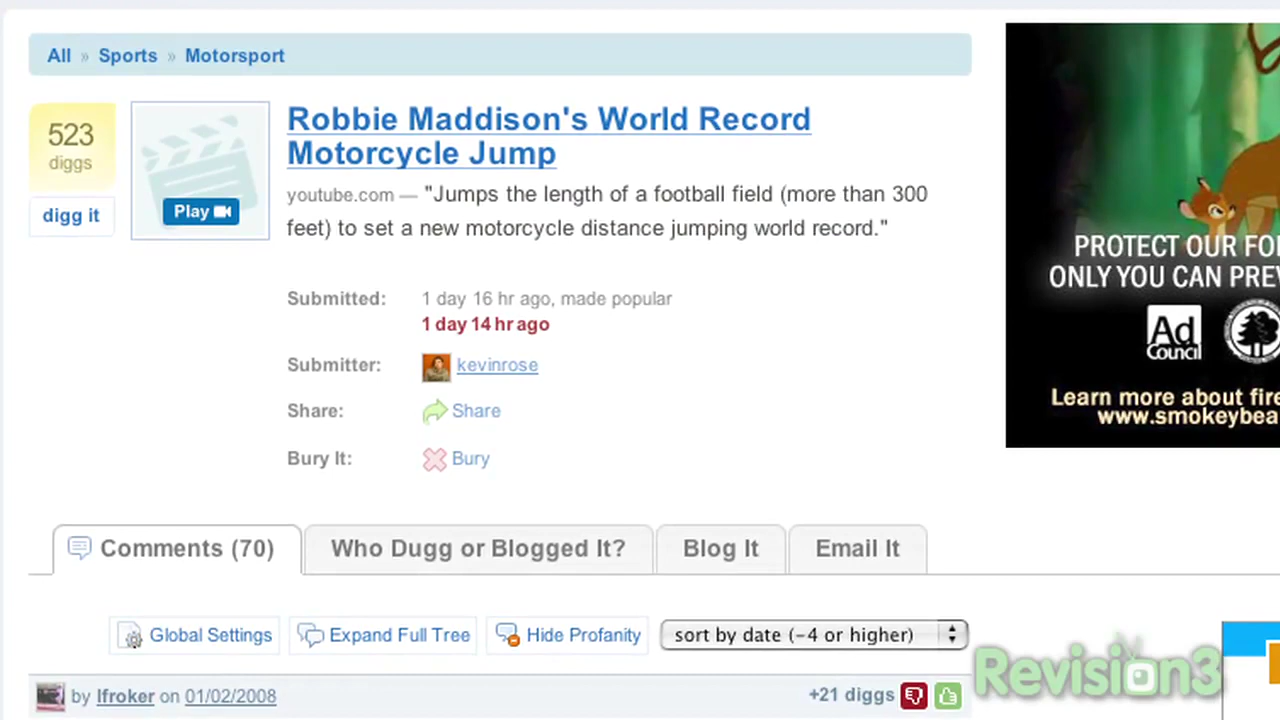 All » Sports » Motorsport
523
diggs
digg it
Play
Robbie Maddison's World Record
Motorcycle Jump
youtube.com — "Jumps the length of a football field (more than 300
feet) to set a new motorcycle distance jumping world record."
Submitted: 1 day 16 hr ago, made popular
1 day 14 hr ago
Submitter: kevinrose
Share: Share
Bury It: Bury
PROTECT OUR FO
ONLY YOU CAN PRE
Ad
Council
Learn more about fire
www.smokeybea
Comments (70)
Who Dugg or Blogged It?
Blog It
Email It
Global Settings
Expand Full Tree
Hide Profanity
sort by date (-4 or higher)
by lfroker on 01/02/2008
+21 diggs
Revision3